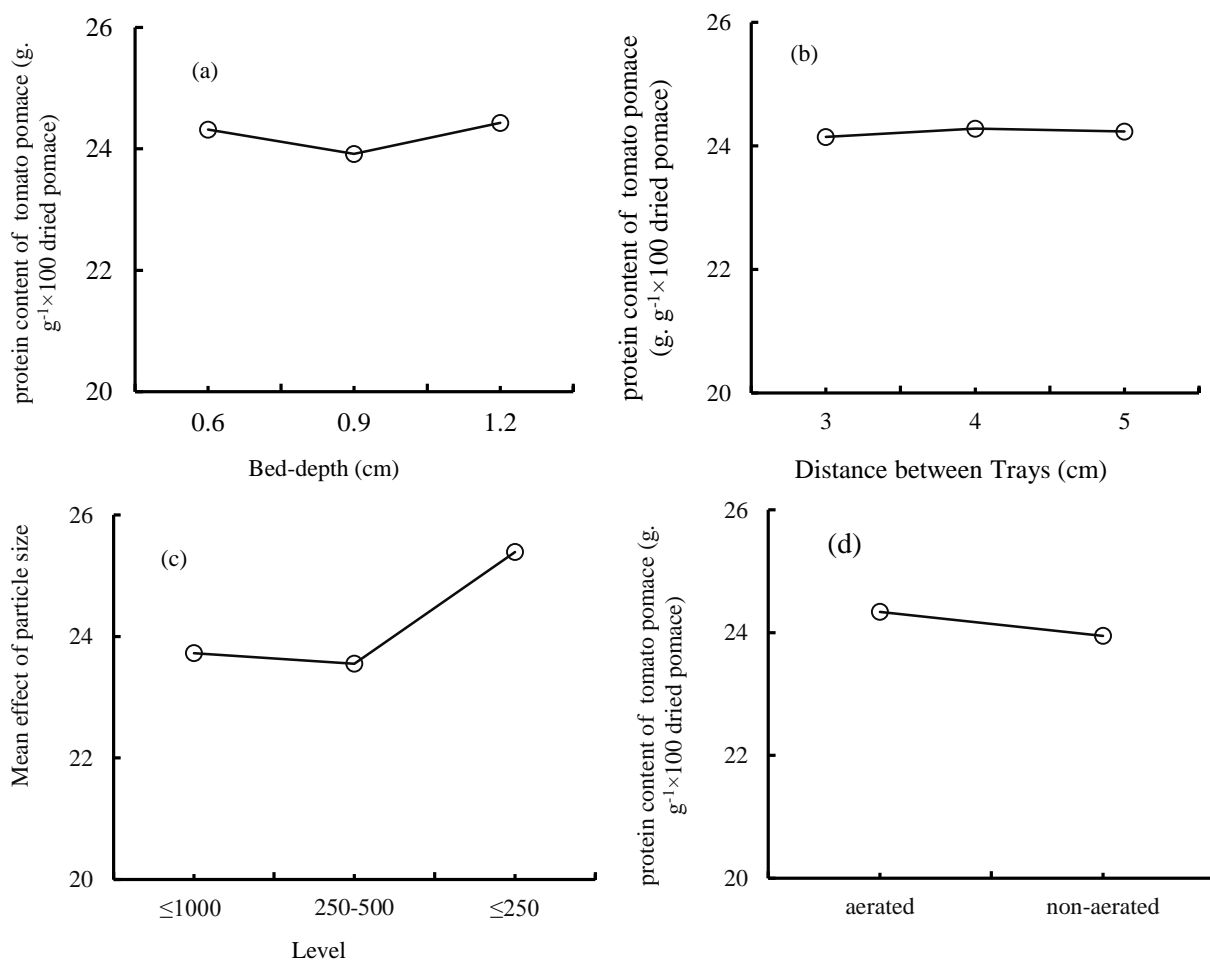 protein content of tomato pomace (g.
g⁻¹×100 dried pomace)
26
24
22
20
(a)
0.6
0.9
1.2
Bed-depth (cm)
protein content of tomato pomace
(g. g⁻¹×100 dried pomace)
26
24
22
20
(b)
3
4
5
Distance between Trays (cm)
Mean effect of particle size
26
24
22
20
(c)
≤1000
250-500
≤250
Level
protein content of tomato pomace (g.
g⁻¹×100 dried pomace)
26
24
22
20
(d)
aerated
non-aerated